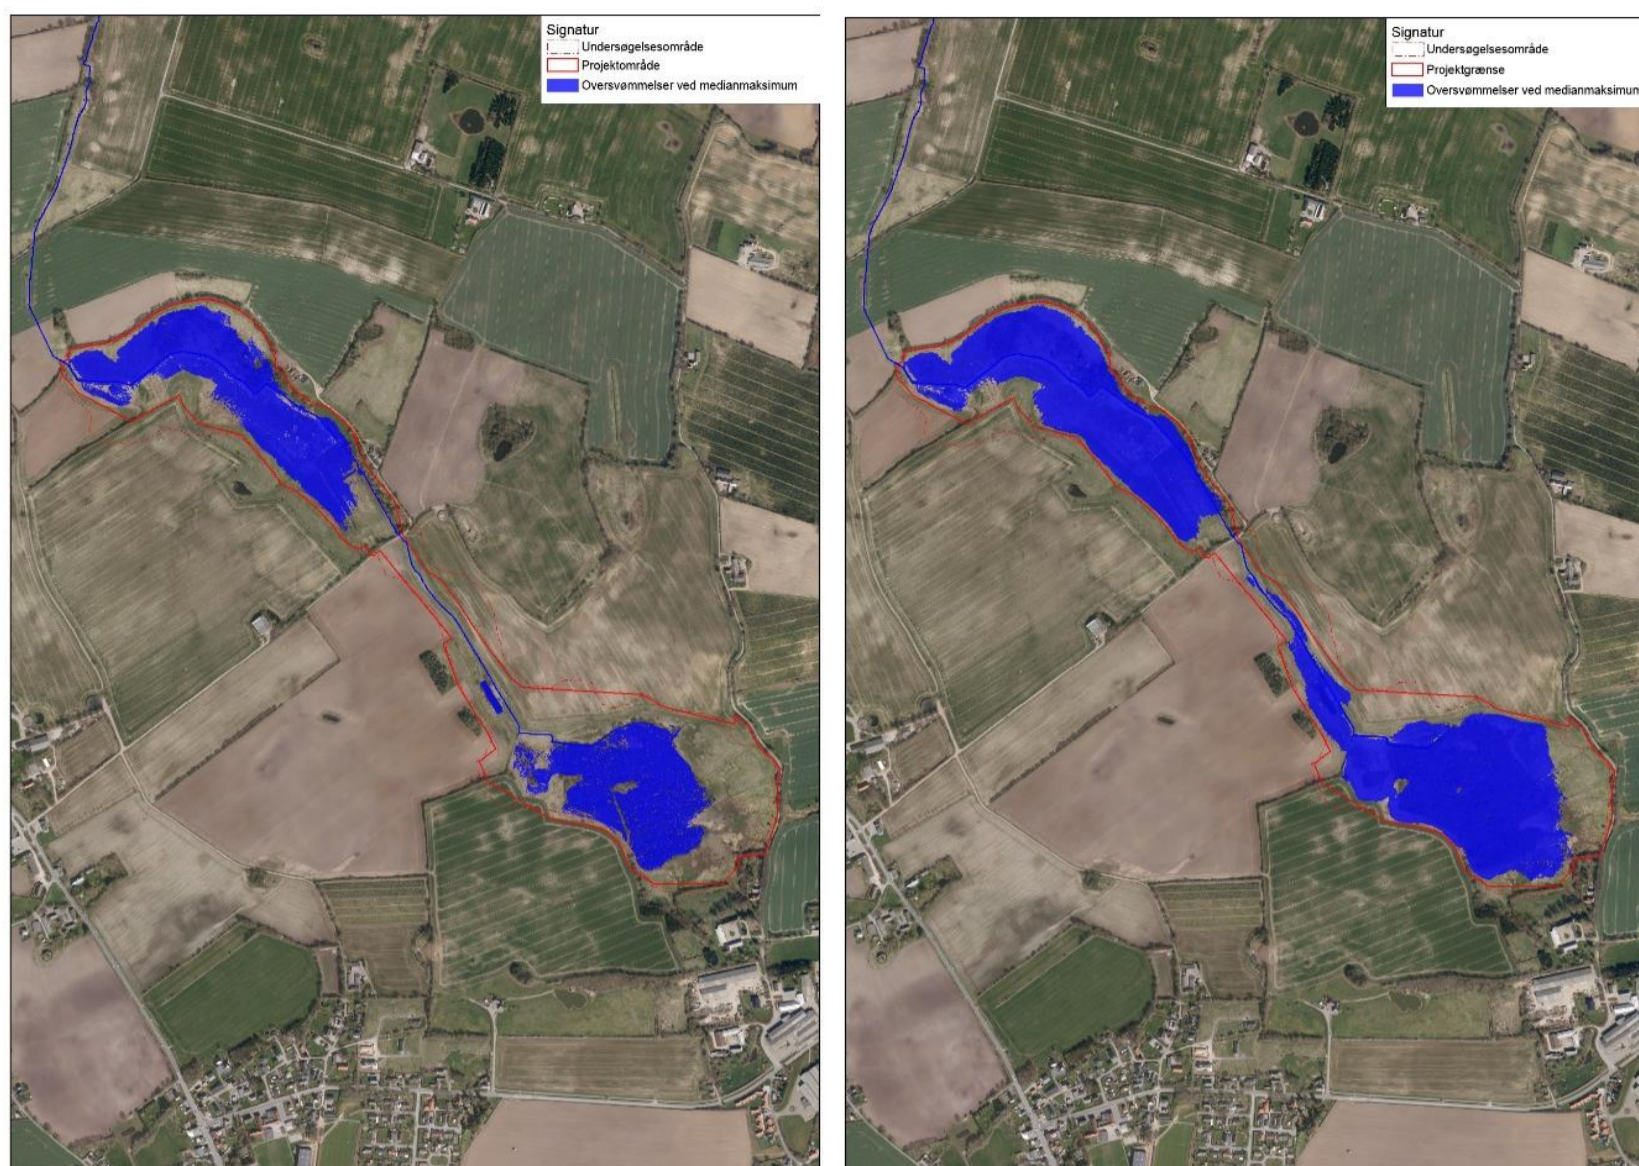 Signatur
Undersøgelsesområde
Projektområde
Oversvømmelser ved medianmaksimum
Signatur
Undersøgelsesområde
Projektgrænse
Oversvømmelser ved medianmaksimum